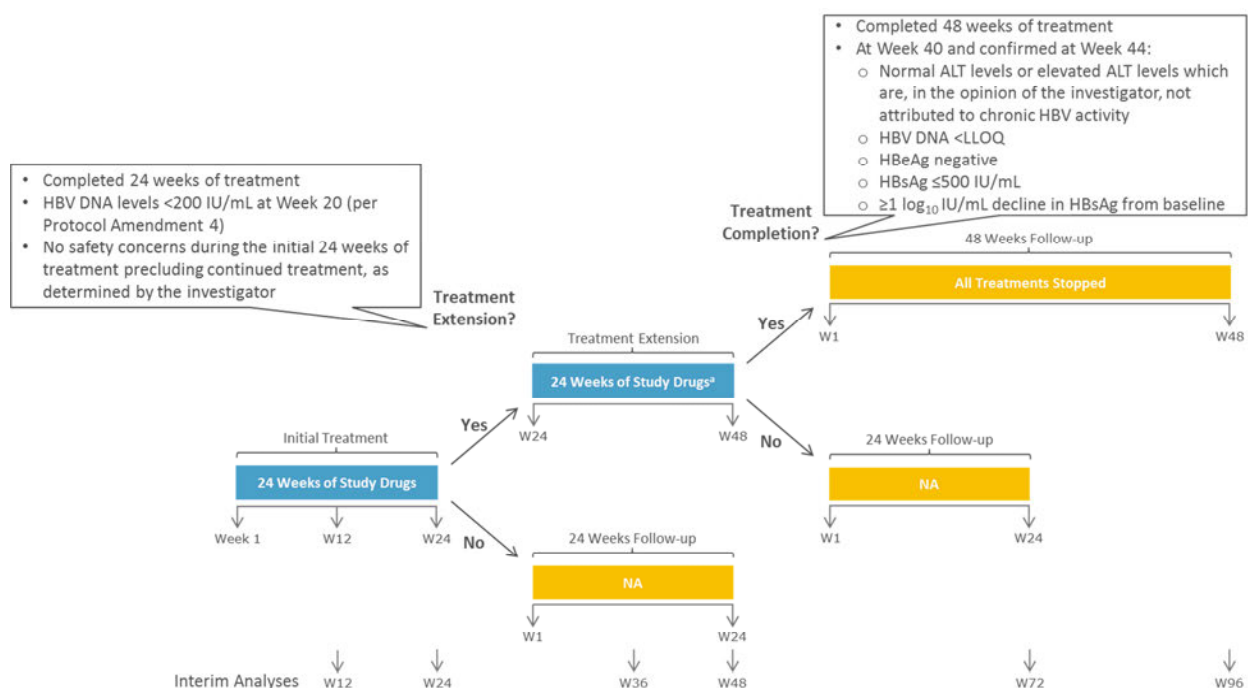 • Completed 48 weeks of treatment
• At Week 40 and confirmed at Week 44:
o Normal ALT levels or elevated ALT levels which
are, in the opinion of the investigator, not
attributed to chronic HBV activity
o HBV DNA <LLOQ
o HBeAg negative
o HBsAg ≤500 IU/mL
o ≥1 log₁₀ IU/mL decline in HBsAg from baseline
• Completed 24 weeks of treatment
• HBV DNA levels <200 IU/mL at Week 20 (per
Protocol Amendment 4)
• No safety concerns during the initial 24 weeks of
treatment precluding continued treatment, as
determined by the investigator
Treatment
Completion?
48 Weeks Follow-up
All Treatments Stopped
W1 W48
Treatment
Extension?
Yes
Treatment Extension
24 Weeks of Study Drugsᵃ
W24 W48
Yes
No
Initial Treatment
24 Weeks of Study Drugs
Week 1 W12 W24
24 Weeks Follow-up
NA
W1 W24
No
24 Weeks Follow-up
NA
W1 W24
Interim Analyses W12 W24 W36 W48 W72 W96